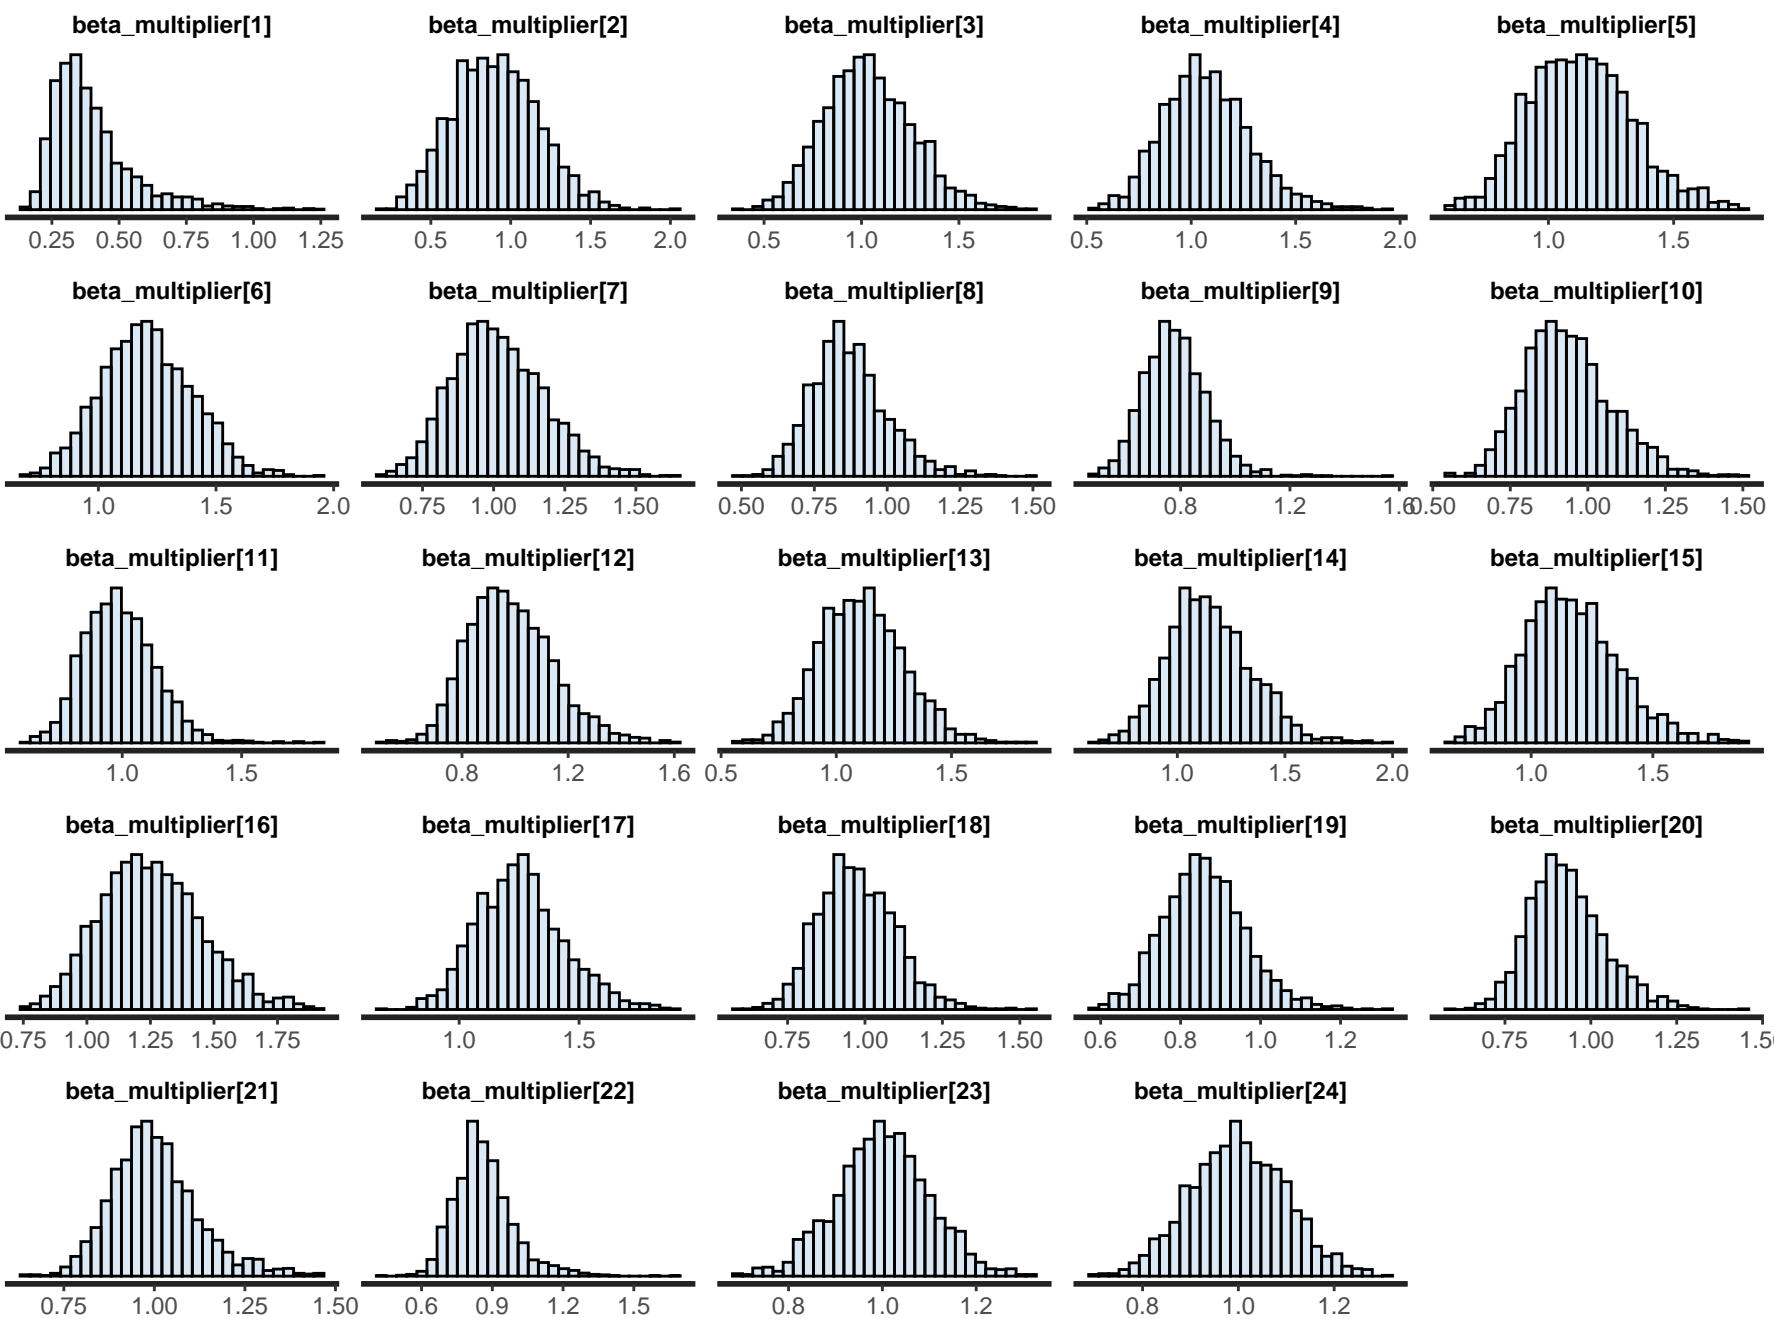 beta_multiplier[1] beta_multiplier[2] beta_multiplier[3] beta_multiplier[4] beta_multiplier[5]
0.25 0.50 0.75 1.00 1.25 0.5 1.0 1.5 2.0 0.5 1.0 1.5 0.5 1.0 1.5 2.0 1.0 1.5
beta_multiplier[6] beta_multiplier[7] beta_multiplier[8] beta_multiplier[9] beta_multiplier[10]
1.0 1.5 2.0 0.75 1.00 1.25 1.50 0.50 0.75 1.00 1.25 1.50 0.8 1.2 1.6 0.50 0.75 1.00 1.25 1.50
beta_multiplier[11] beta_multiplier[12] beta_multiplier[13] beta_multiplier[14] beta_multiplier[15]
1.0 1.5 0.8 1.2 1.6 0.5 1.0 1.5 1.0 1.5 2.0 1.0 1.5
beta_multiplier[16] beta_multiplier[17] beta_multiplier[18] beta_multiplier[19] beta_multiplier[20]
0.75 1.00 1.25 1.50 1.75 1.0 1.5 0.75 1.00 1.25 1.50 0.6 0.8 1.0 1.2 0.75 1.00 1.25 1.50
beta_multiplier[21] beta_multiplier[22] beta_multiplier[23] beta_multiplier[24]
0.75 1.00 1.25 1.50 0.6 0.9 1.2 1.5 0.8 1.0 1.2 0.8 1.0 1.2